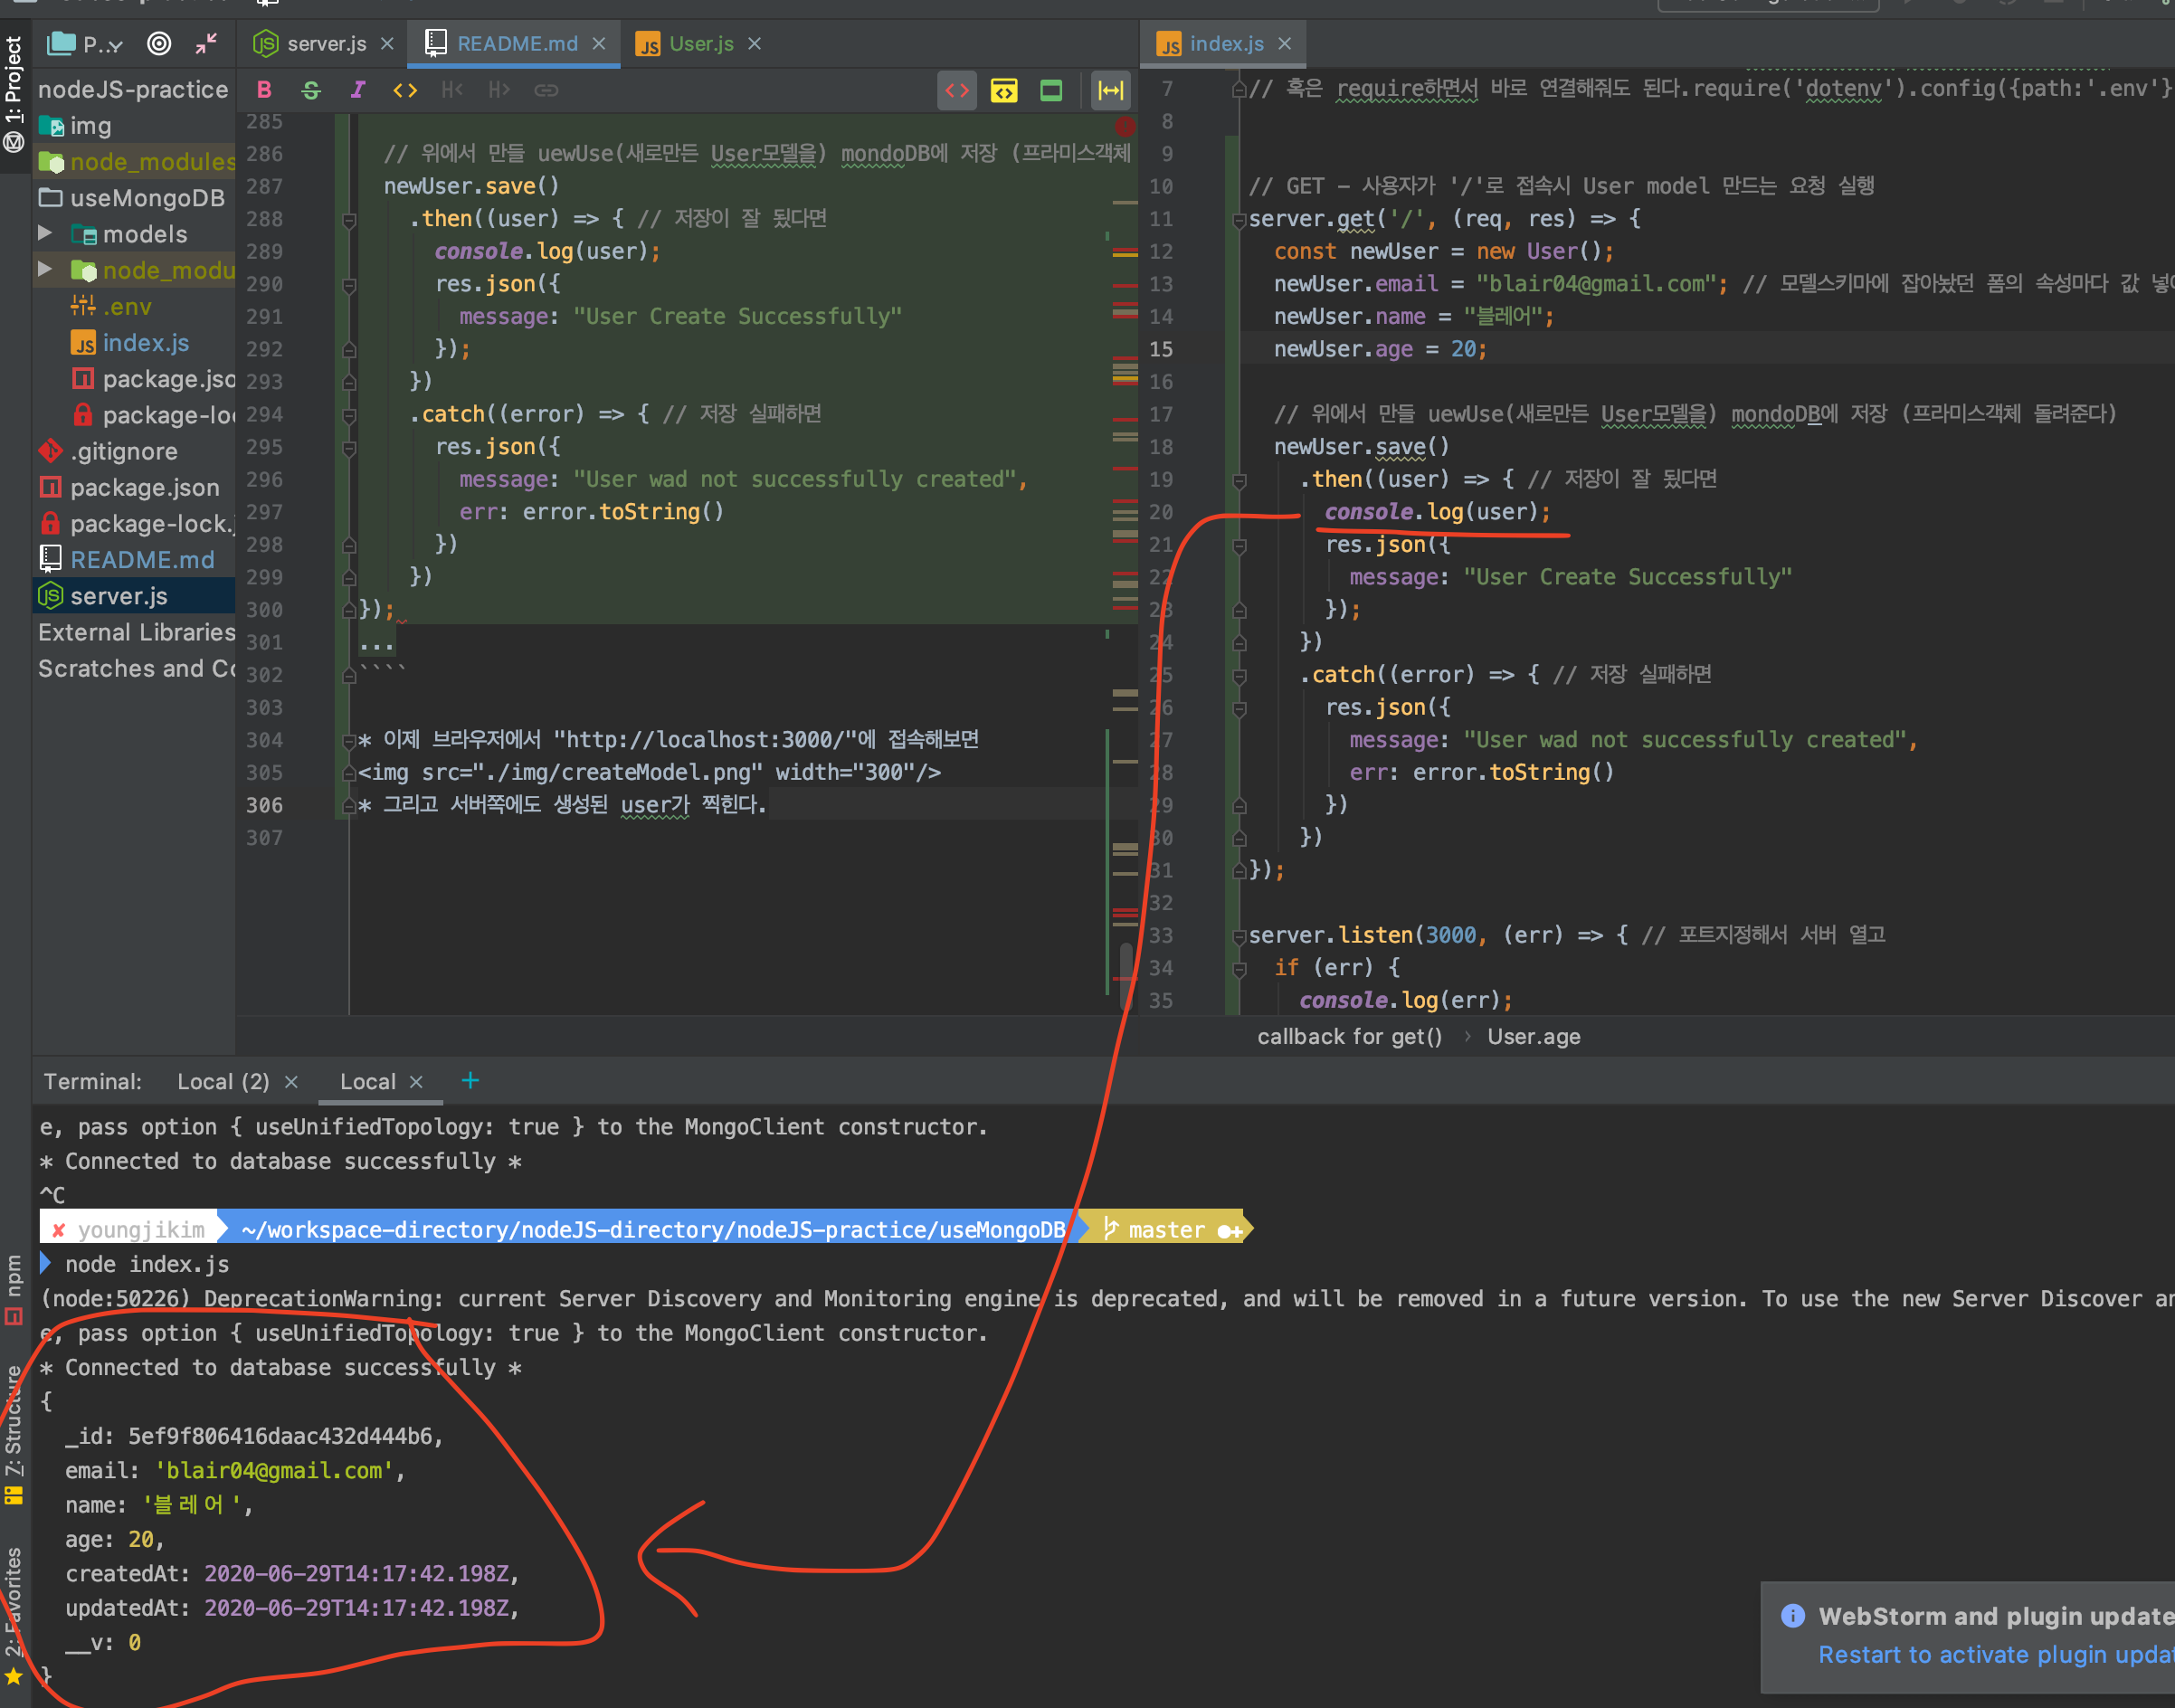 1: Project
P...
server.js
README.md
User.js
index.js
nodeJS-practice
img
node_modules
useMongoDB
models
node_modu
.env
index.js
package.jso
package-lo
.gitignore
package.json
package-lock.j
README.md
server.js
External Libraries
Scratches and Co
285
286 // 위에서 만들 uewUse(새로만든 User모델을) mondoDB에 저장 (프라미스객체
287 newUser.save()
288 .then((user) => { // 저장이 잘 됬다면
289 console.log(user);
290 res.json({
291 message: "User Create Successfully"
292 });
293 })
294 .catch((error) => { // 저장 실패하면
295 res.json({
296 message: "User wad not successfully created",
297 err: error.toString()
298 })
299 })
300 });
301 ...
302 ````
303
304 * 이제 브라우저에서 "http://localhost:3000/"에 접속해보면
305 <img src="./img/createModel.png" width="300"/>
306 * 그리고 서버쪽에도 생성된 user가 찍힌다.
307
7 // 혹은 require하면서 바로 연결해줘도 된다.require('dotenv').config({path:'.env'}
8
9
10 // GET - 사용자가 '/'로 접속시 User model 만드는 요청 실행
11 server.get('/', (req, res) => {
12 const newUser = new User();
13 newUser.email = "blair04@gmail.com"; // 모델스키마에 잡아놨던 폼의 속성마다 값 넣어
14 newUser.name = "블레어";
15 newUser.age = 20;
16
17 // 위에서 만들 uewUse(새로만든 User모델을) mondoDB에 저장 (프라미스객체 돌려준다)
18 newUser.save()
19 .then((user) => { // 저장이 잘 됬다면
20 console.log(user);
21 res.json({
22 message: "User Create Successfully"
23 });
24 })
25 .catch((error) => { // 저장 실패하면
26 res.json({
27 message: "User wad not successfully created",
28 err: error.toString()
29 })
30 })
31 });
32
33 server.listen(3000, (err) => { // 포트지정해서 서버 열고
34 if (err) {
35 console.log(err);
callback for get() › User.age
Terminal: Local (2) Local +
e, pass option { useUnifiedTopology: true } to the MongoClient constructor.
* Connected to database successfully *
^C
✘ youngjikim ~/workspace-directory/nodeJS-directory/nodeJS-practice/useMongoDB master
node index.js
(node:50226) DeprecationWarning: current Server Discovery and Monitoring engine is deprecated, and will be removed in a future version. To use the new Server Discover an
e, pass option { useUnifiedTopology: true } to the MongoClient constructor.
* Connected to database successfully *
{
_id: 5ef9f806416daac432d444b6,
email: 'blair04@gmail.com',
name: '블레어',
age: 20,
createdAt: 2020-06-29T14:17:42.198Z,
updatedAt: 2020-06-29T14:17:42.198Z,
__v: 0
}
npm
7: Structure
2: Favorites
WebStorm and plugin update
Restart to activate plugin updat